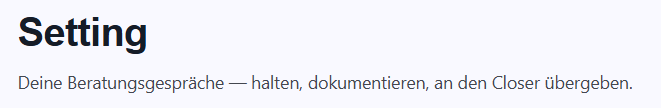 Setting
Deine Beratungsgespräche — halten, dokumentieren, an den Closer übergeben.